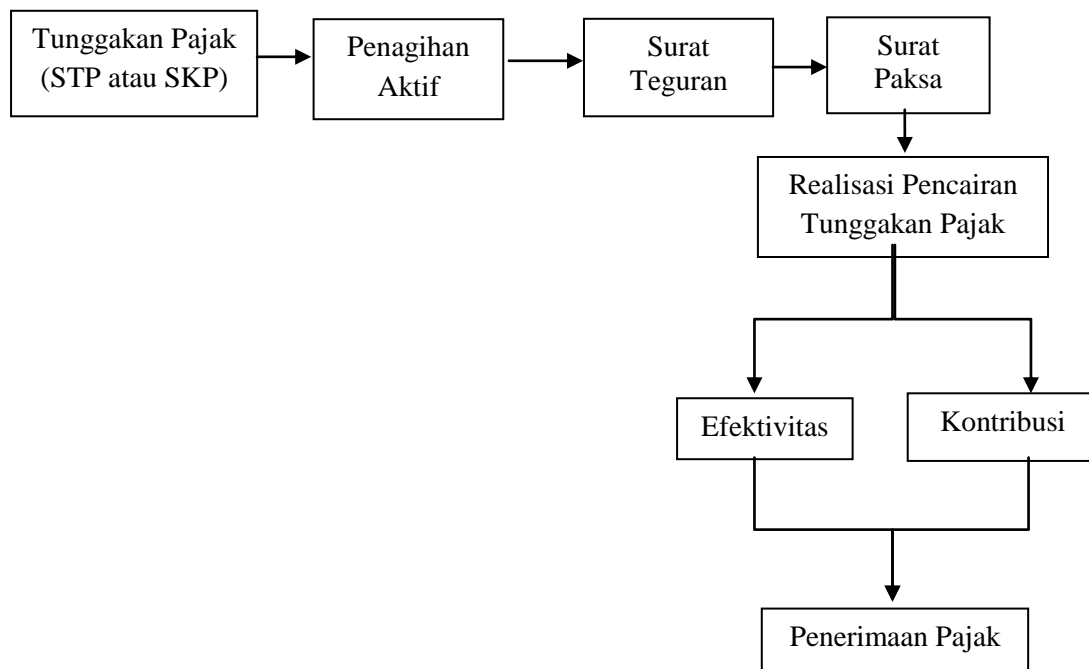 Tunggakan Pajak
(STP atau SKP)
Penagihan
Aktif
Surat
Teguran
Surat
Paksa
Realisasi Pencairan
Tunggakan Pajak
Efektivitas
Kontribusi
Penerimaan Pajak